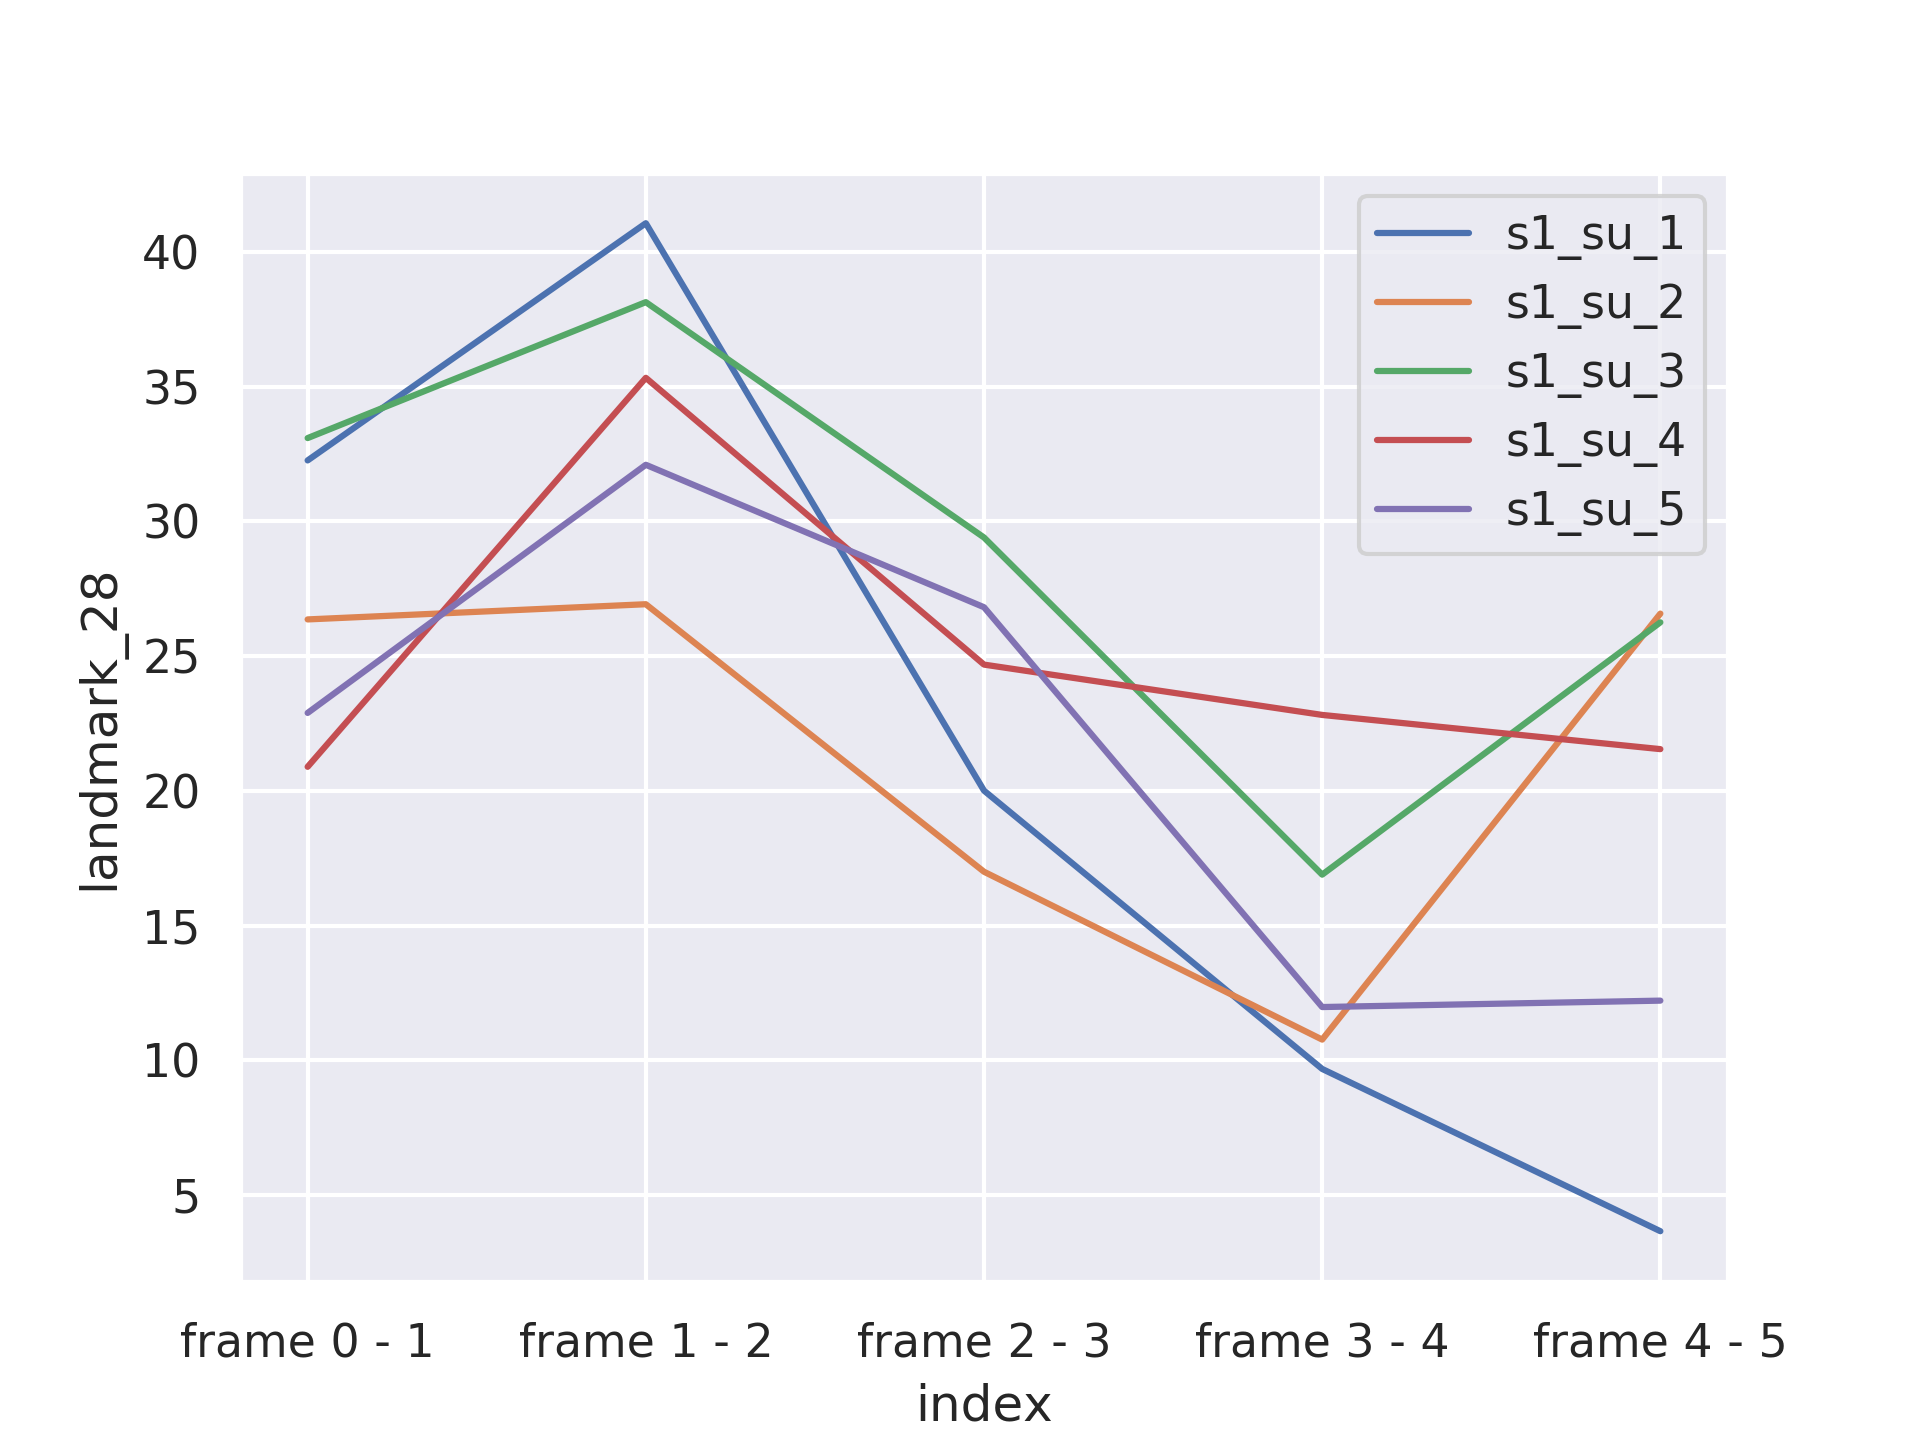 s1_su_1
s1_su_2
s1_su_3
s1_su_4
s1_su_5
landmark_28
40
35
30
25
20
15
10
5
frame 0 - 1 frame 1 - 2 frame 2 - 3 frame 3 - 4 frame 4 - 5
index